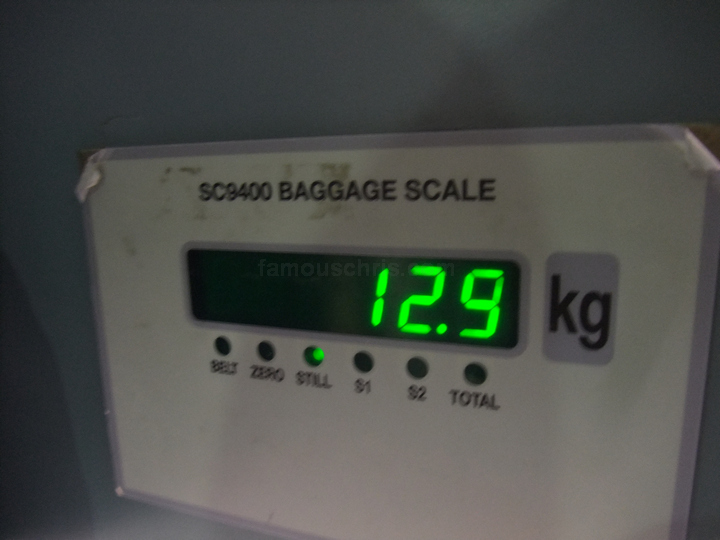 SC9400 BAGGAGE SCALE
famouschris.com
12.9
kg
BELT ZERO STILL S1 S2 TOTAL